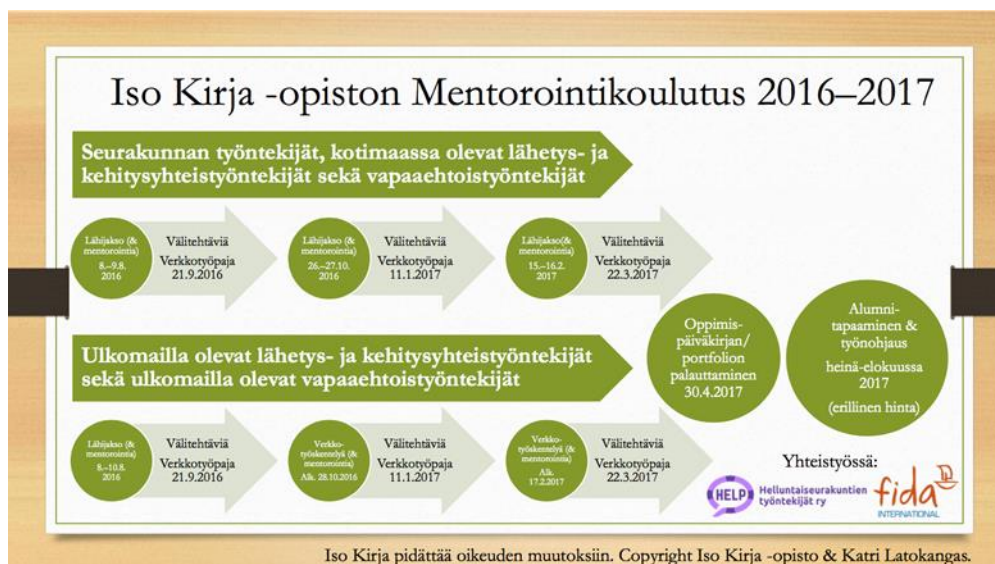 Iso Kirja -opiston Mentorointikoulutus 2016–2017
Seurakunnan työntekijät, kotimaassa olevat lähetys- ja
kehitysyhteistyöntekijät sekä vapaaehtoistyöntekijät
Lähijakso (&
mentorointia)
8.–9.8.
2016
Välitehtäviä
Verkkotyöpaja
21.9.2016
Lähijakso (&
mentorointia)
26.–27.10.
2016
Välitehtäviä
Verkkotyöpaja
11.1.2017
Lähijakso(&
mentorointia)
15.–16.2.
2017
Välitehtäviä
Verkkotyöpaja
22.3.2017
Ulkomailla olevat lähetys- ja kehitysyhteistyöntekijät
sekä ulkomailla olevat vapaaehtoistyöntekijät
Lähijakso (&
mentorointia)
8.–10.8.
2016
Välitehtäviä
Verkkotyöpaja
21.9.2016
Verkko-
työskentelyä (&
mentorointia)
Alk. 28.10.2016
Välitehtäviä
Verkkotyöpaja
11.1.2017
Verkko-
työskentelyä (&
mentorointia)
Alk.
17.2.2017
Välitehtäviä
Verkkotyöpaja
22.3.2017
Oppimis-
päiväkirjan/
portfolion
palauttaminen
30.4.2017
Alumni-
tapaaminen &
työnohjaus
heinä-elokuussa
2017
(erillinen hinta)
Yhteistyössä:
HELP
Helluntaiseurakuntien
työntekijät ry
fida
INTERNATIONAL
Iso Kirja pidättää oikeuden muutoksiin. Copyright Iso Kirja -opisto & Katri Latokangas.